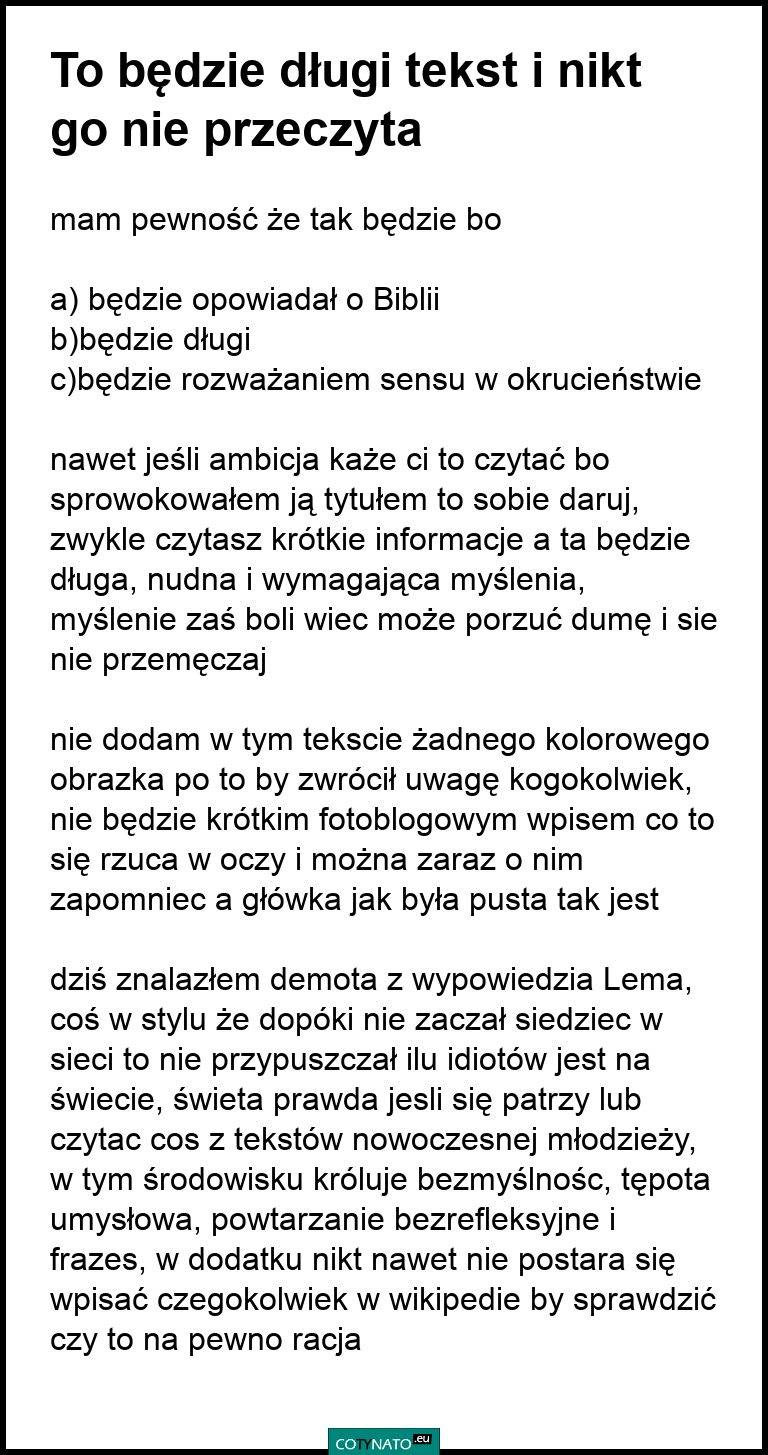 To będzie długi tekst i nikt
go nie przeczyta
mam pewność że tak będzie bo
a) będzie opowiadał o Biblii
b)będzie długi
c)będzie rozważaniem sensu w okrucieństwie
nawet jeśli ambicja każe ci to czytać bo
sprowokowałem ją tytułem to sobie daruj,
zwykle czytasz krótkie informacje a ta będzie
długa, nudna i wymagająca myślenia,
myślenie zaś boli wiec może porzuć dumę i sie
nie przemęczaj
nie dodam w tym tekscie żadnego kolorowego
obrazka po to by zwrócił uwagę kogokolwiek,
nie będzie krótkim fotoblogowym wpisem co to
się rzuca w oczy i można zaraz o nim
zapomniec a główka jak była pusta tak jest
dziś znalazłem demota z wypowiedzia Lema,
coś w stylu że dopóki nie zaczał siedziec w
sieci to nie przypuszczał ilu idiotów jest na
świecie, świeta prawda jesli się patrzy lub
czytac cos z tekstów nowoczesnej młodzieży,
w tym środowisku króluje bezmyślnośc, tępota
umysłowa, powtarzanie bezrefleksyjne i
frazes, w dodatku nikt nawet nie postara się
wpisać czegokolwiek w wikipedie by sprawdzić
czy to na pewno racja
COTYNATO.eu